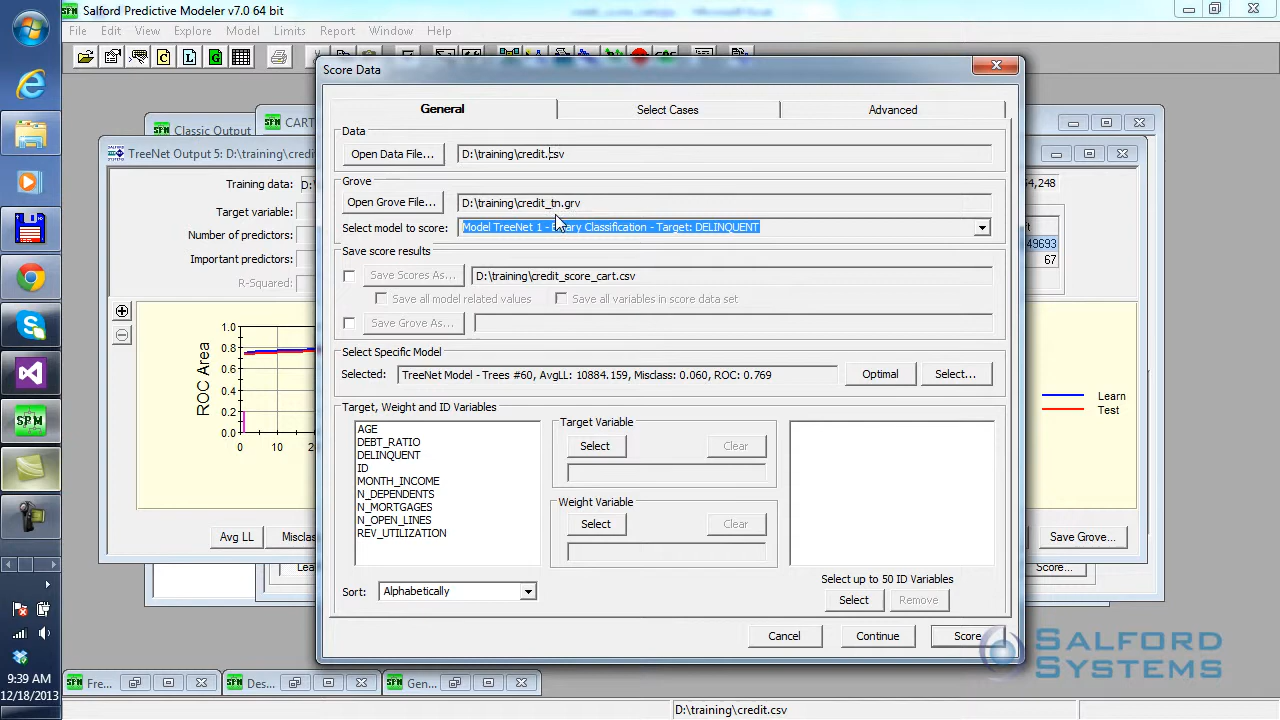 Salford Predictive Modeler v7.0 64 bit
File Edit View Explore Model Limits Report Window Help
Score Data
General Select Cases Advanced
Data
Open Data File... D:\training\credit.csv
Grove
Open Grove File... D:\training\credit_tn.grv
Select model to score: Model TreeNet 1 - Binary Classification - Target: DELINQUENT
Save score results
Save Scores As... D:\training\credit_score_cart.csv
Save all model related values Save all variables in score data set
Save Grove As...
Select Specific Model
Selected: TreeNet Model - Trees #60, AvgLL: 10884.159, Misclass: 0.060, ROC: 0.769 Optimal Select...
Target, Weight and ID Variables
AGE
DEBT_RATIO
DELINQUENT
ID
MONTH_INCOME
N_DEPENDENTS
N_MORTGAGES
N_OPEN_LINES
REV_UTILIZATION
Target Variable
Select Clear
Weight Variable
Select Clear
Select up to 50 ID Variables
Select Remove
Sort: Alphabetically
Cancel Continue Score
Classic Output
CART
TreeNet Output 5: D:\training\credit
Training data: D:\
Target variable:
Number of predictors:
Important predictors:
R-Squared:
ROC Area
1.0
0.8
0.6
0.4
0.2
0.0
0 10
Avg LL Misclas
Lea
4,248
49693
67
Learn
Test
Save Grove...
Score...
Fre... Des... Gen...
D:\training\credit.csv
9:39 AM
12/18/2013
SALFORD
SYSTEMS